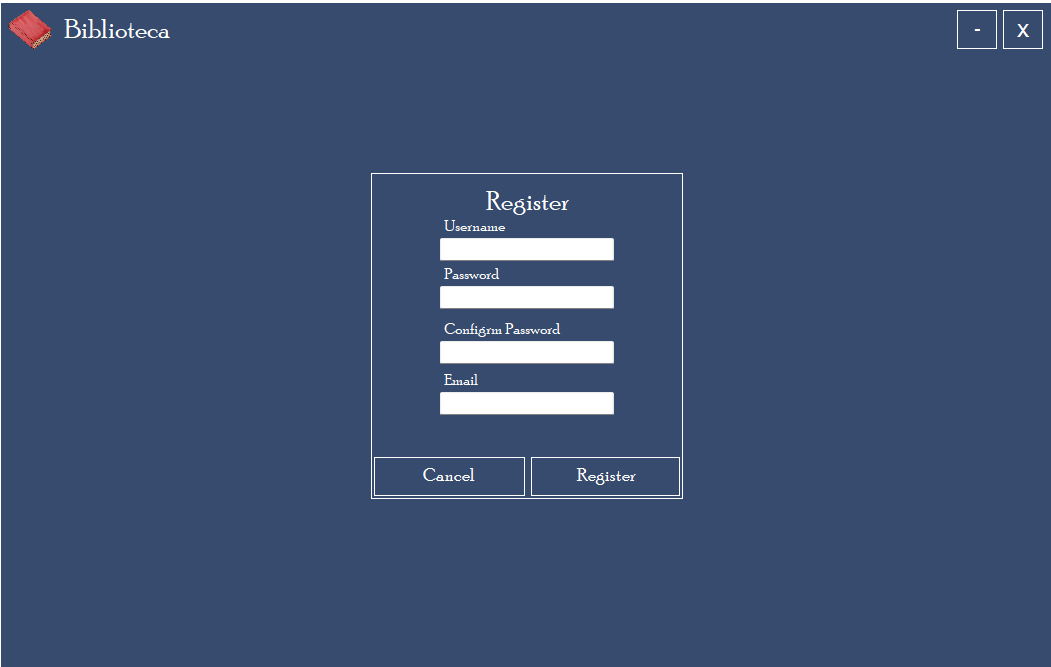 Biblioteca
-
X
Register
Username
Password
Configrm Password
Email
Cancel
Register